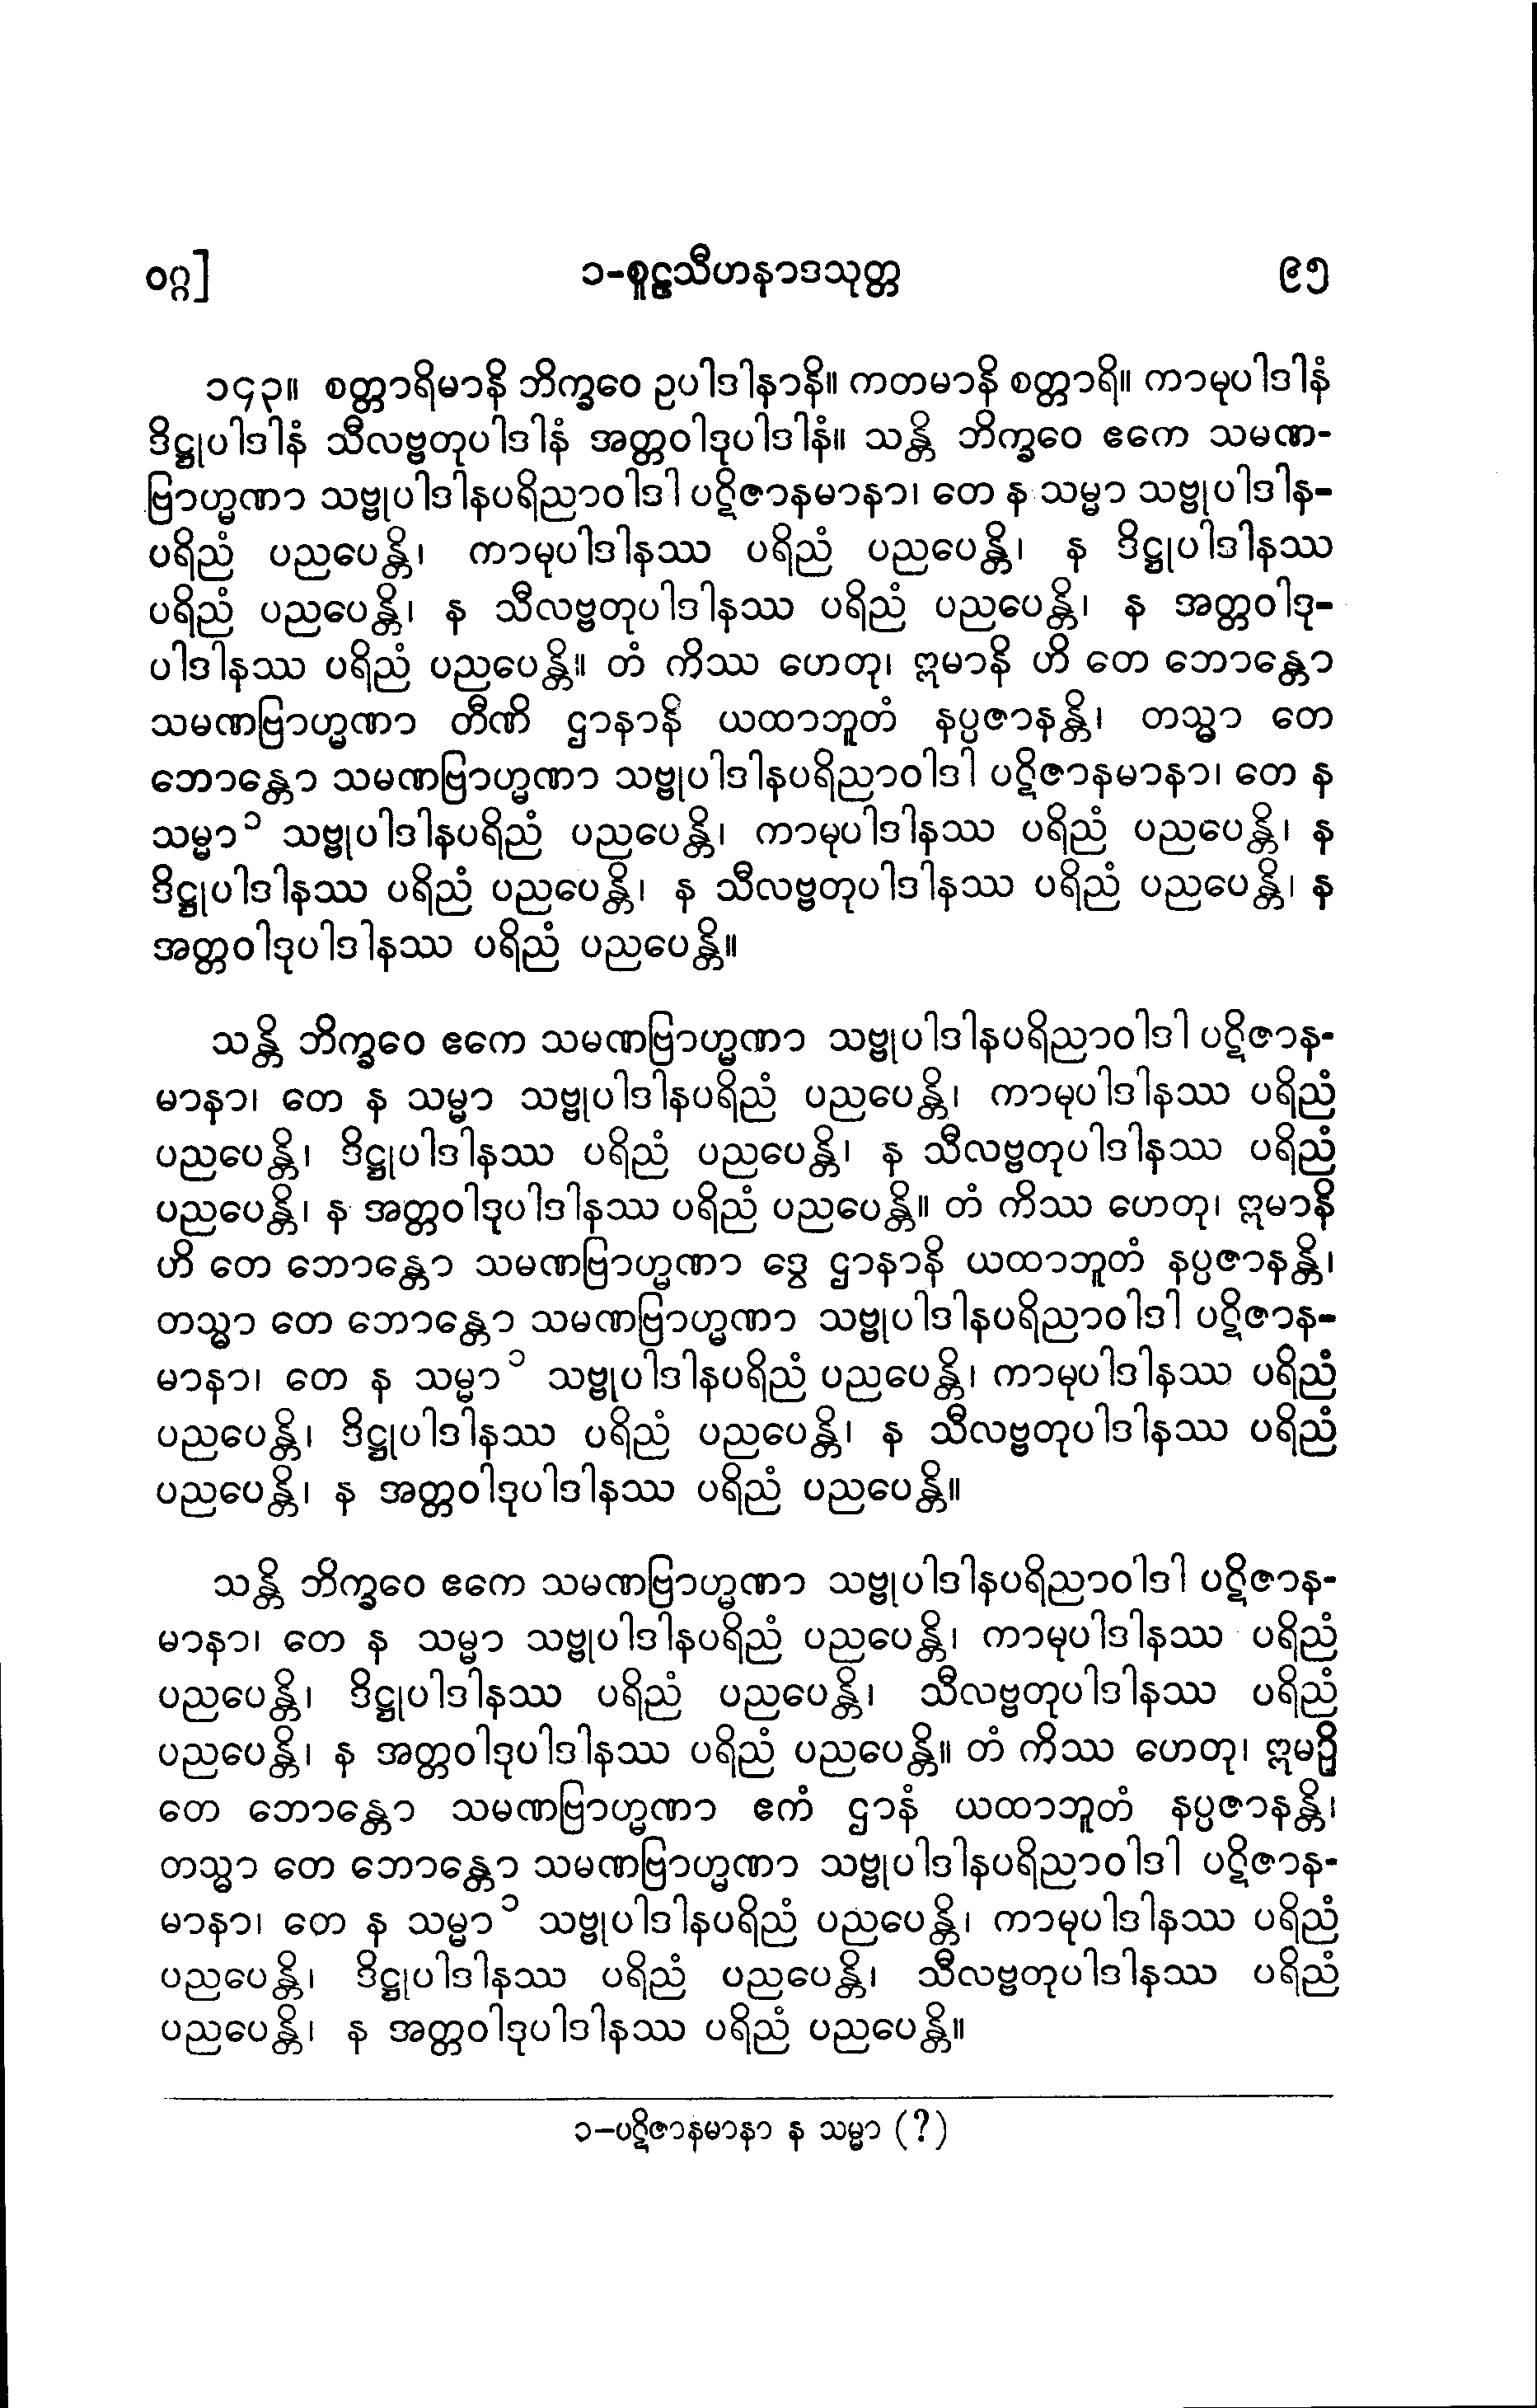 ဝဂ္ဂ]	၁-စူဠသီဟနာဒသုတ္တ	၉၅
၁၄၃။ စတ္တာရိမာနိ ဘိက္ခဝေ ဥပါဒါနာနိ။ ကတမာနိ စတ္တာရိ။ ကာမုပါဒါနံ
ဒိဋ္ဌုပါဒါနံ သီလဗ္ဗတုပါဒါနံ အတ္တဝါဒုပါဒါနံ။ သန္တိ ဘိက္ခဝေ ဧကေ သမဏ-
ဗြာဟ္မဏာ သဗ္ဗုပါဒါနပရိညာဝါဒါ ပဋိဇာနမာနာ၊ တေ န သမ္မာ သဗ္ဗုပါဒါန-
ပရိညံ ပညပေန္တိ၊ ကာမုပါဒါနဿ ပရိညံ ပညပေန္တိ၊ န ဒိဋ္ဌုပါဒါနဿ
ပရိညံ ပညပေန္တိ၊ န သီလဗ္ဗတုပါဒါနဿ ပရိညံ ပညပေန္တိ၊ န အတ္တဝါဒု-
ပါဒါနဿ ပရိညံ ပညပေန္တိ။ တံ ကိဿ ဟေတု၊ ဣမာနိ ဟိ တေ ဘောန္တော
သမဏဗြာဟ္မဏာ တီဏိ ဌာနာနိ ယထာဘူတံ နပ္ပဇာနန္တိ၊ တသ္မာ တေ
ဘောန္တော သမဏဗြာဟ္မဏာ သဗ္ဗုပါဒါနပရိညာဝါဒါ ပဋိဇာနမာနာ၊ တေ န
သမ္မာ ၁ သဗ္ဗုပါဒါနပရိညံ ပညပေန္တိ၊ ကာမုပါဒါနဿ ပရိညံ ပညပေန္တိ၊ န
ဒိဋ္ဌုပါဒါနဿ ပရိညံ ပညပေန္တိ၊ န သီလဗ္ဗတုပါဒါနဿ ပရိညံ ပညပေန္တိ၊ န
အတ္တဝါဒုပါဒါနဿ ပရိညံ ပညပေန္တိ။
သန္တိ ဘိက္ခဝေ ဧကေ သမဏဗြာဟ္မဏာ သဗ္ဗုပါဒါနပရိညာဝါဒါ ပဋိဇာန-
မာနာ၊ တေ န သမ္မာ သဗ္ဗုပါဒါနပရိညံ ပညပေန္တိ၊ ကာမုပါဒါနဿ ပရိညံ
ပညပေန္တိ၊ ဒိဋ္ဌုပါဒါနဿ ပရိညံ ပညပေန္တိ၊ န သီလဗ္ဗတုပါဒါနဿ ပရိညံ
ပညပေန္တိ၊ န အတ္တဝါဒုပါဒါနဿ ပရိညံ ပညပေန္တိ။ တံ ကိဿ ဟေတု၊ ဣမာနိ
ဟိ တေ ဘောန္တော သမဏဗြာဟ္မဏာ ဒွေ ဌာနာနိ ယထာဘူတံ နပ္ပဇာနန္တိ၊
တသ္မာ တေ ဘောန္တော သမဏဗြာဟ္မဏာ သဗ္ဗုပါဒါနပရိညာဝါဒါ ပဋိဇာန-
မာနာ၊ တေ န သမ္မာ ၁ သဗ္ဗုပါဒါနပရိညံ ပညပေန္တိ၊ ကာမုပါဒါနဿ ပရိညံ
ပညပေန္တိ၊ ဒိဋ္ဌုပါဒါနဿ ပရိညံ ပညပေန္တိ၊ န သီလဗ္ဗတုပါဒါနဿ ပရိညံ
ပညပေန္တိ၊ န အတ္တဝါဒုပါဒါနဿ ပရိညံ ပညပေန္တိ။
သန္တိ ဘိက္ခဝေ ဧကေ သမဏဗြာဟ္မဏာ သဗ္ဗုပါဒါနပရိညာဝါဒါ ပဋိဇာန-
မာနာ၊ တေ န သမ္မာ သဗ္ဗုပါဒါနပရိညံ ပညပေန္တိ၊ ကာမုပါဒါနဿ ပရိညံ
ပညပေန္တိ၊ ဒိဋ္ဌုပါဒါနဿ ပရိညံ ပညပေန္တိ၊ သီလဗ္ဗတုပါဒါနဿ ပရိညံ
ပညပေန္တိ၊ န အတ္တဝါဒုပါဒါနဿ ပရိညံ ပညပေန္တိ။ တံ ကိဿ ဟေတု၊ ဣမဉှိ
တေ ဘောန္တော သမဏဗြာဟ္မဏာ ဧကံ ဌာနံ ယထာဘူတံ နပ္ပဇာနန္တိ၊
တသ္မာ တေ ဘောန္တော သမဏဗြာဟ္မဏာ သဗ္ဗုပါဒါနပရိညာဝါဒါ ပဋိဇာန-
မာနာ၊ တေ န သမ္မာ ၁ သဗ္ဗုပါဒါနပရိညံ ပညပေန္တိ၊ ကာမုပါဒါနဿ ပရိညံ
ပညပေန္တိ၊ ဒိဋ္ဌုပါဒါနဿ ပရိညံ ပညပေန္တိ၊ သီလဗ္ဗတုပါဒါနဿ ပရိညံ
ပညပေန္တိ၊ န အတ္တဝါဒုပါဒါနဿ ပရိညံ ပညပေန္တိ။
၁-ပဋိဇာနမာနာ န သမ္မာ (?)